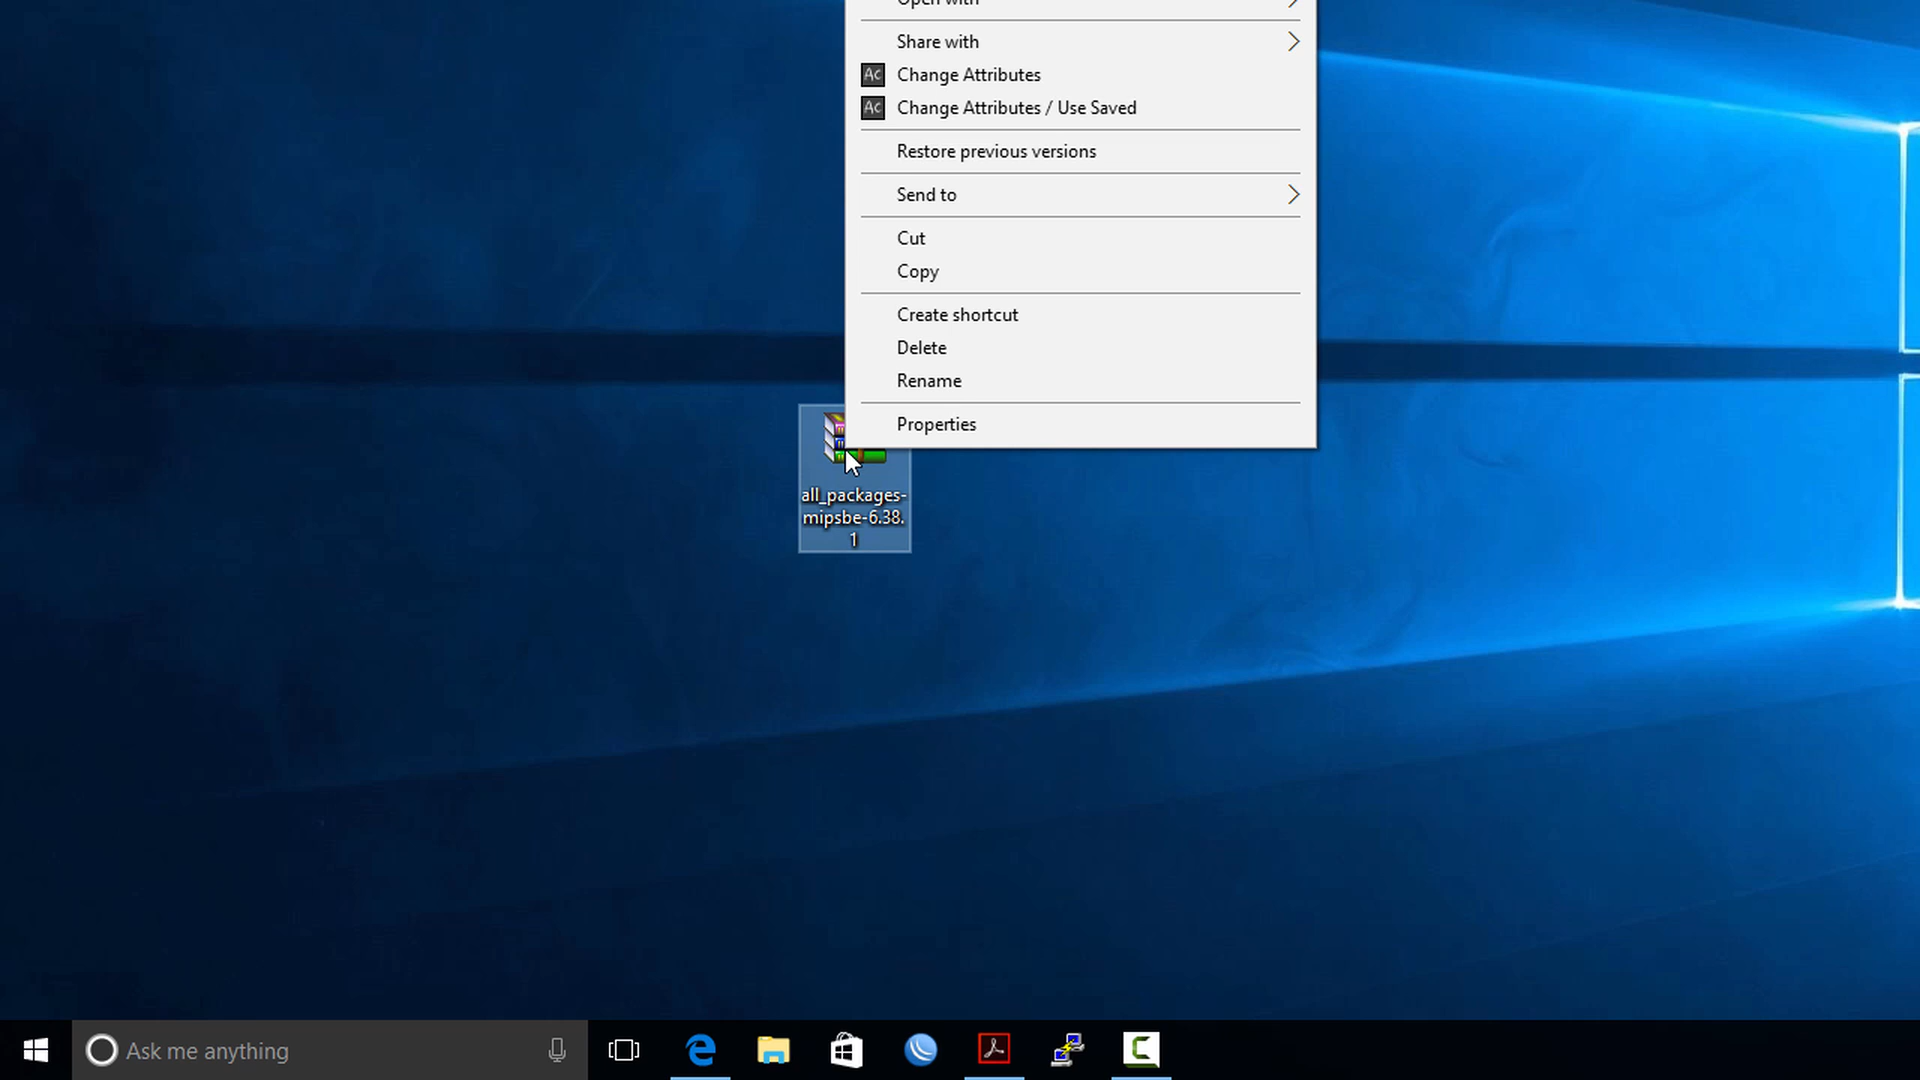 Open with
Share with
Ac Change Attributes
Ac Change Attributes / Use Saved
Restore previous versions
Send to
Cut
Copy
Create shortcut
Delete
Rename
Properties
all_packages-
mipsbe-6.38.
1
Ask me anything